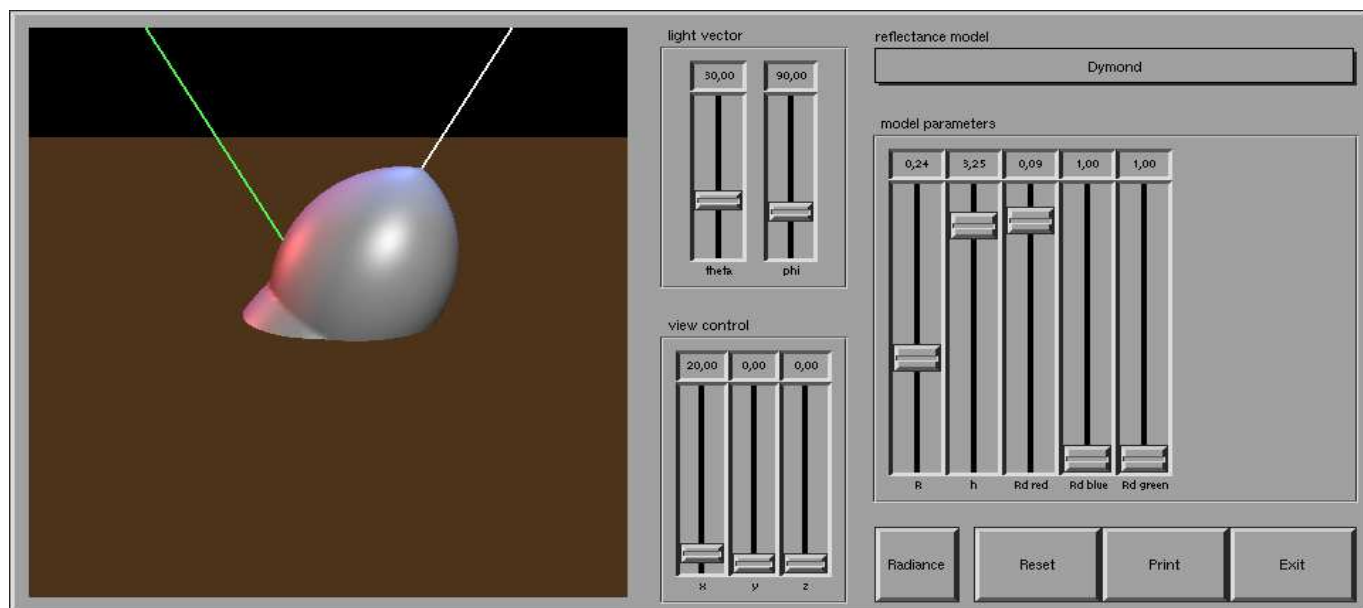 light vector
30,00 90,00
theta phi
view control
20,00 0,00 0,00
x y z
reflectance model
Dymond
model parameters
0,24 3,25 0,09 1,00 1,00
R h Rd red Rd blue Rd green
Radiance Reset Print Exit